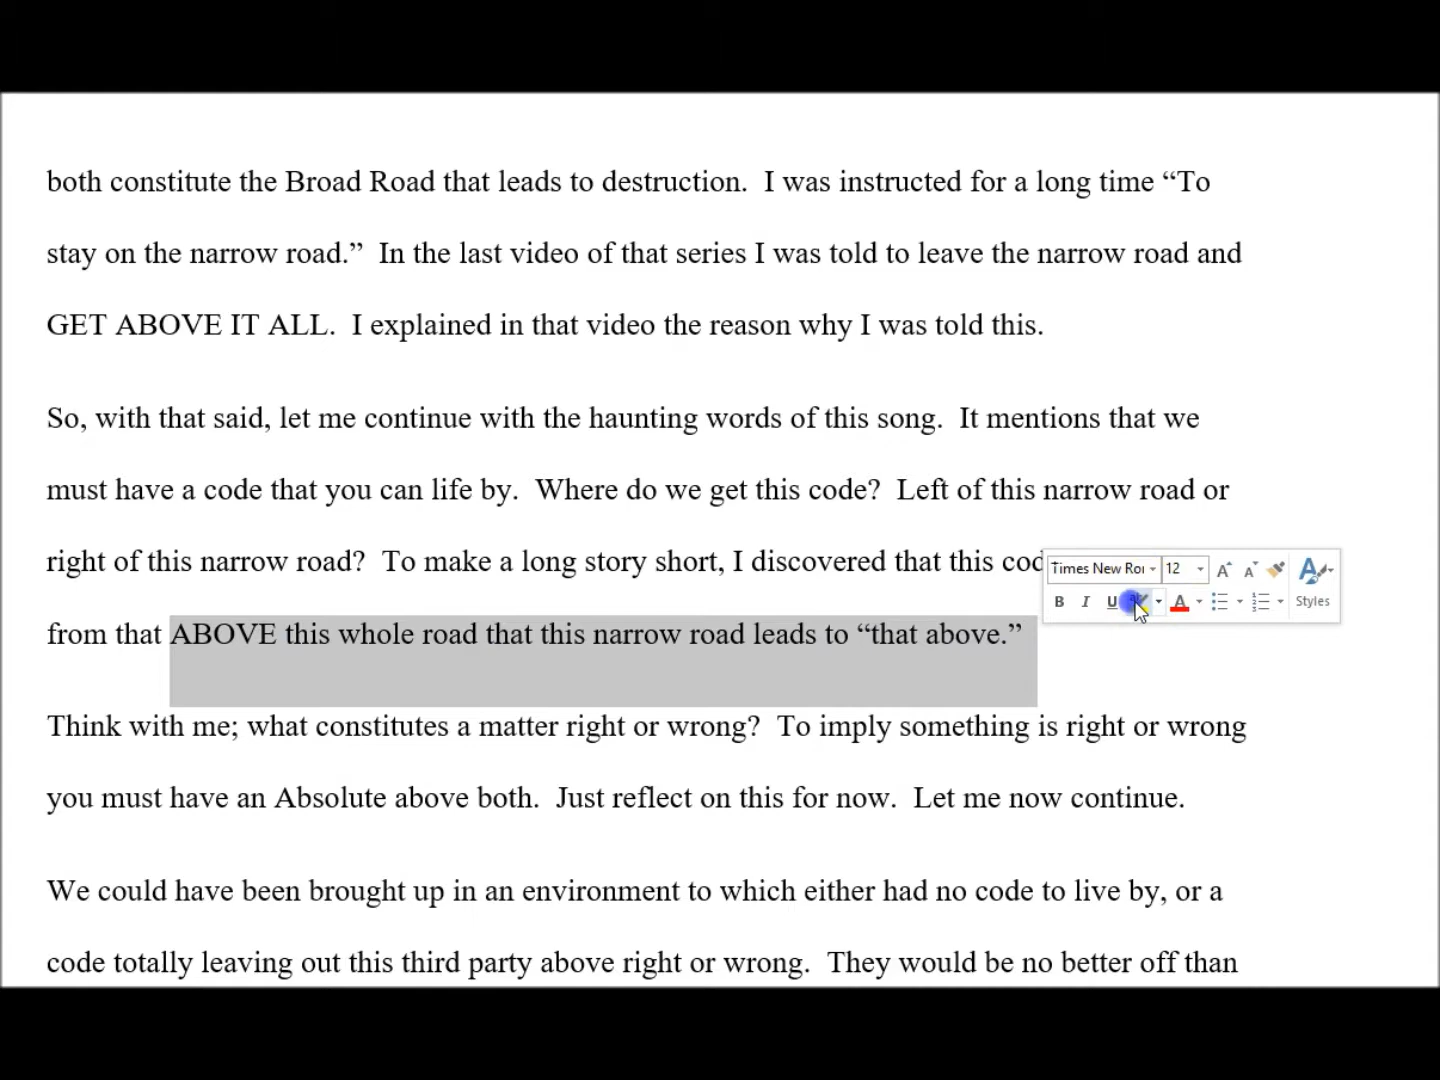 both constitute the Broad Road that leads to destruction.  I was instructed for a long time “To
stay on the narrow road.”  In the last video of that series I was told to leave the narrow road and
GET ABOVE IT ALL.  I explained in that video the reason why I was told this.
So, with that said, let me continue with the haunting words of this song.  It mentions that we
must have a code that you can life by.  Where do we get this code?  Left of this narrow road or
right of this narrow road?  To make a long story short, I discovered that this cod
Times New Ro 12
B I U A Styles
from that ABOVE this whole road that this narrow road leads to “that above.”
Think with me; what constitutes a matter right or wrong?  To imply something is right or wrong
you must have an Absolute above both.  Just reflect on this for now.  Let me now continue.
We could have been brought up in an environment to which either had no code to live by, or a
code totally leaving out this third party above right or wrong.  They would be no better off than